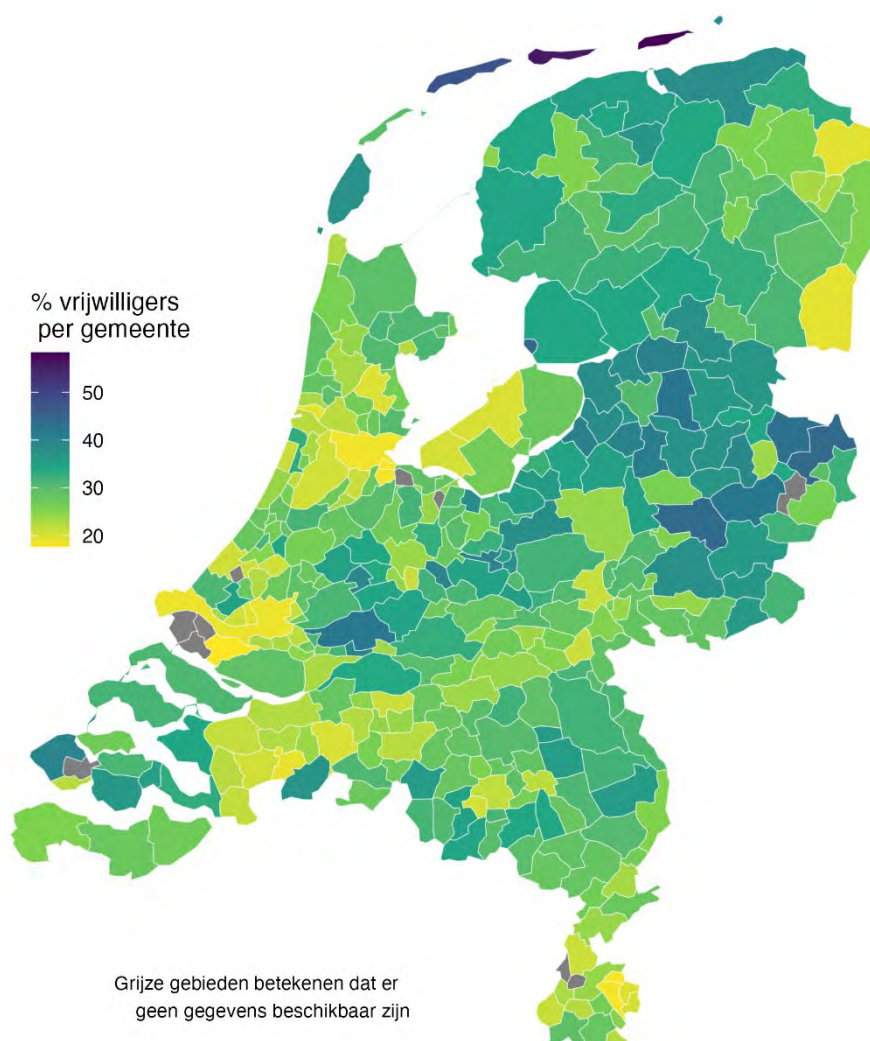 % vrijwilligers
per gemeente
50
40
30
20
Grijze gebieden betekenen dat er
geen gegevens beschikbaar zijn